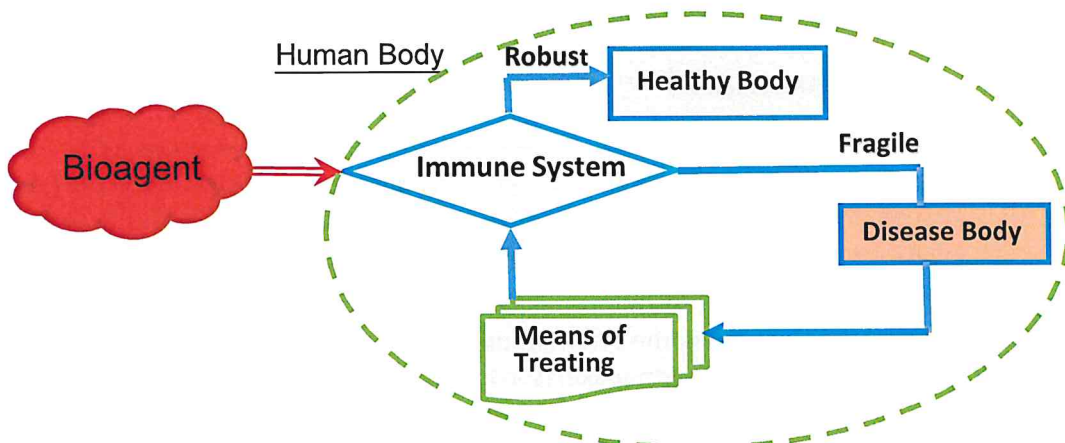 Human Body
Robust
Healthy Body
Bioagent
Immune System
Fragile
Disease Body
Means of
Treating